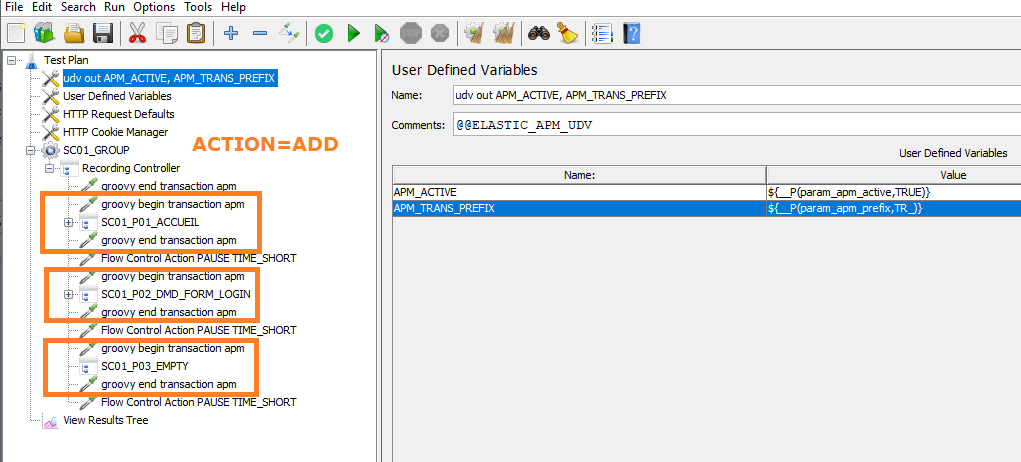 File Edit Search Run Options Tools Help
Test Plan
udv out APM_ACTIVE, APM_TRANS_PREFIX
User Defined Variables
HTTP Request Defaults
HTTP Cookie Manager
SC01_GROUP
ACTION=ADD
Recording Controller
groovy end transaction apm
groovy begin transaction apm
SC01_P01_ACCUEIL
groovy end transaction apm
Flow Control Action PAUSE TIME_SHORT
groovy begin transaction apm
SC01_P02_DMD_FORM_LOGIN
groovy end transaction apm
Flow Control Action PAUSE TIME_SHORT
groovy begin transaction apm
SC01_P03_EMPTY
groovy end transaction apm
Flow Control Action PAUSE TIME_SHORT
View Results Tree
User Defined Variables
Name: udv out APM_ACTIVE, APM_TRANS_PREFIX
Comments: @@ELASTIC_APM_UDV
User Defined Variables
Name: Value
APM_ACTIVE ${__P(param_apm_active,TRUE)}
APM_TRANS_PREFIX ${__P(param_apm_prefix,TR_)}